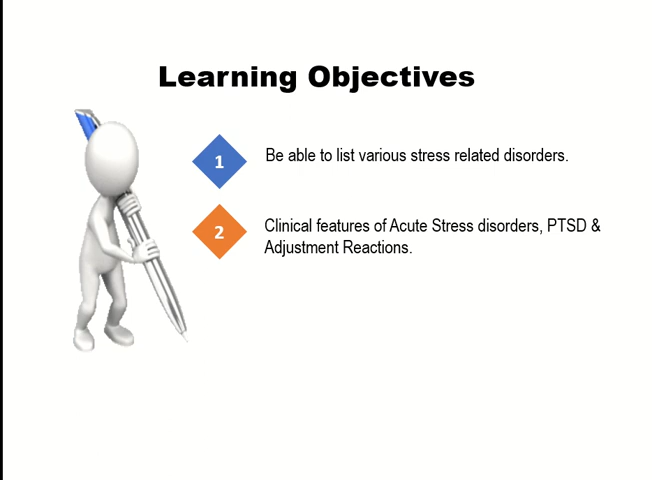 Learning Objectives
1
Be able to list various stress related disorders.
2
Clinical features of Acute Stress disorders, PTSD &
Adjustment Reactions.